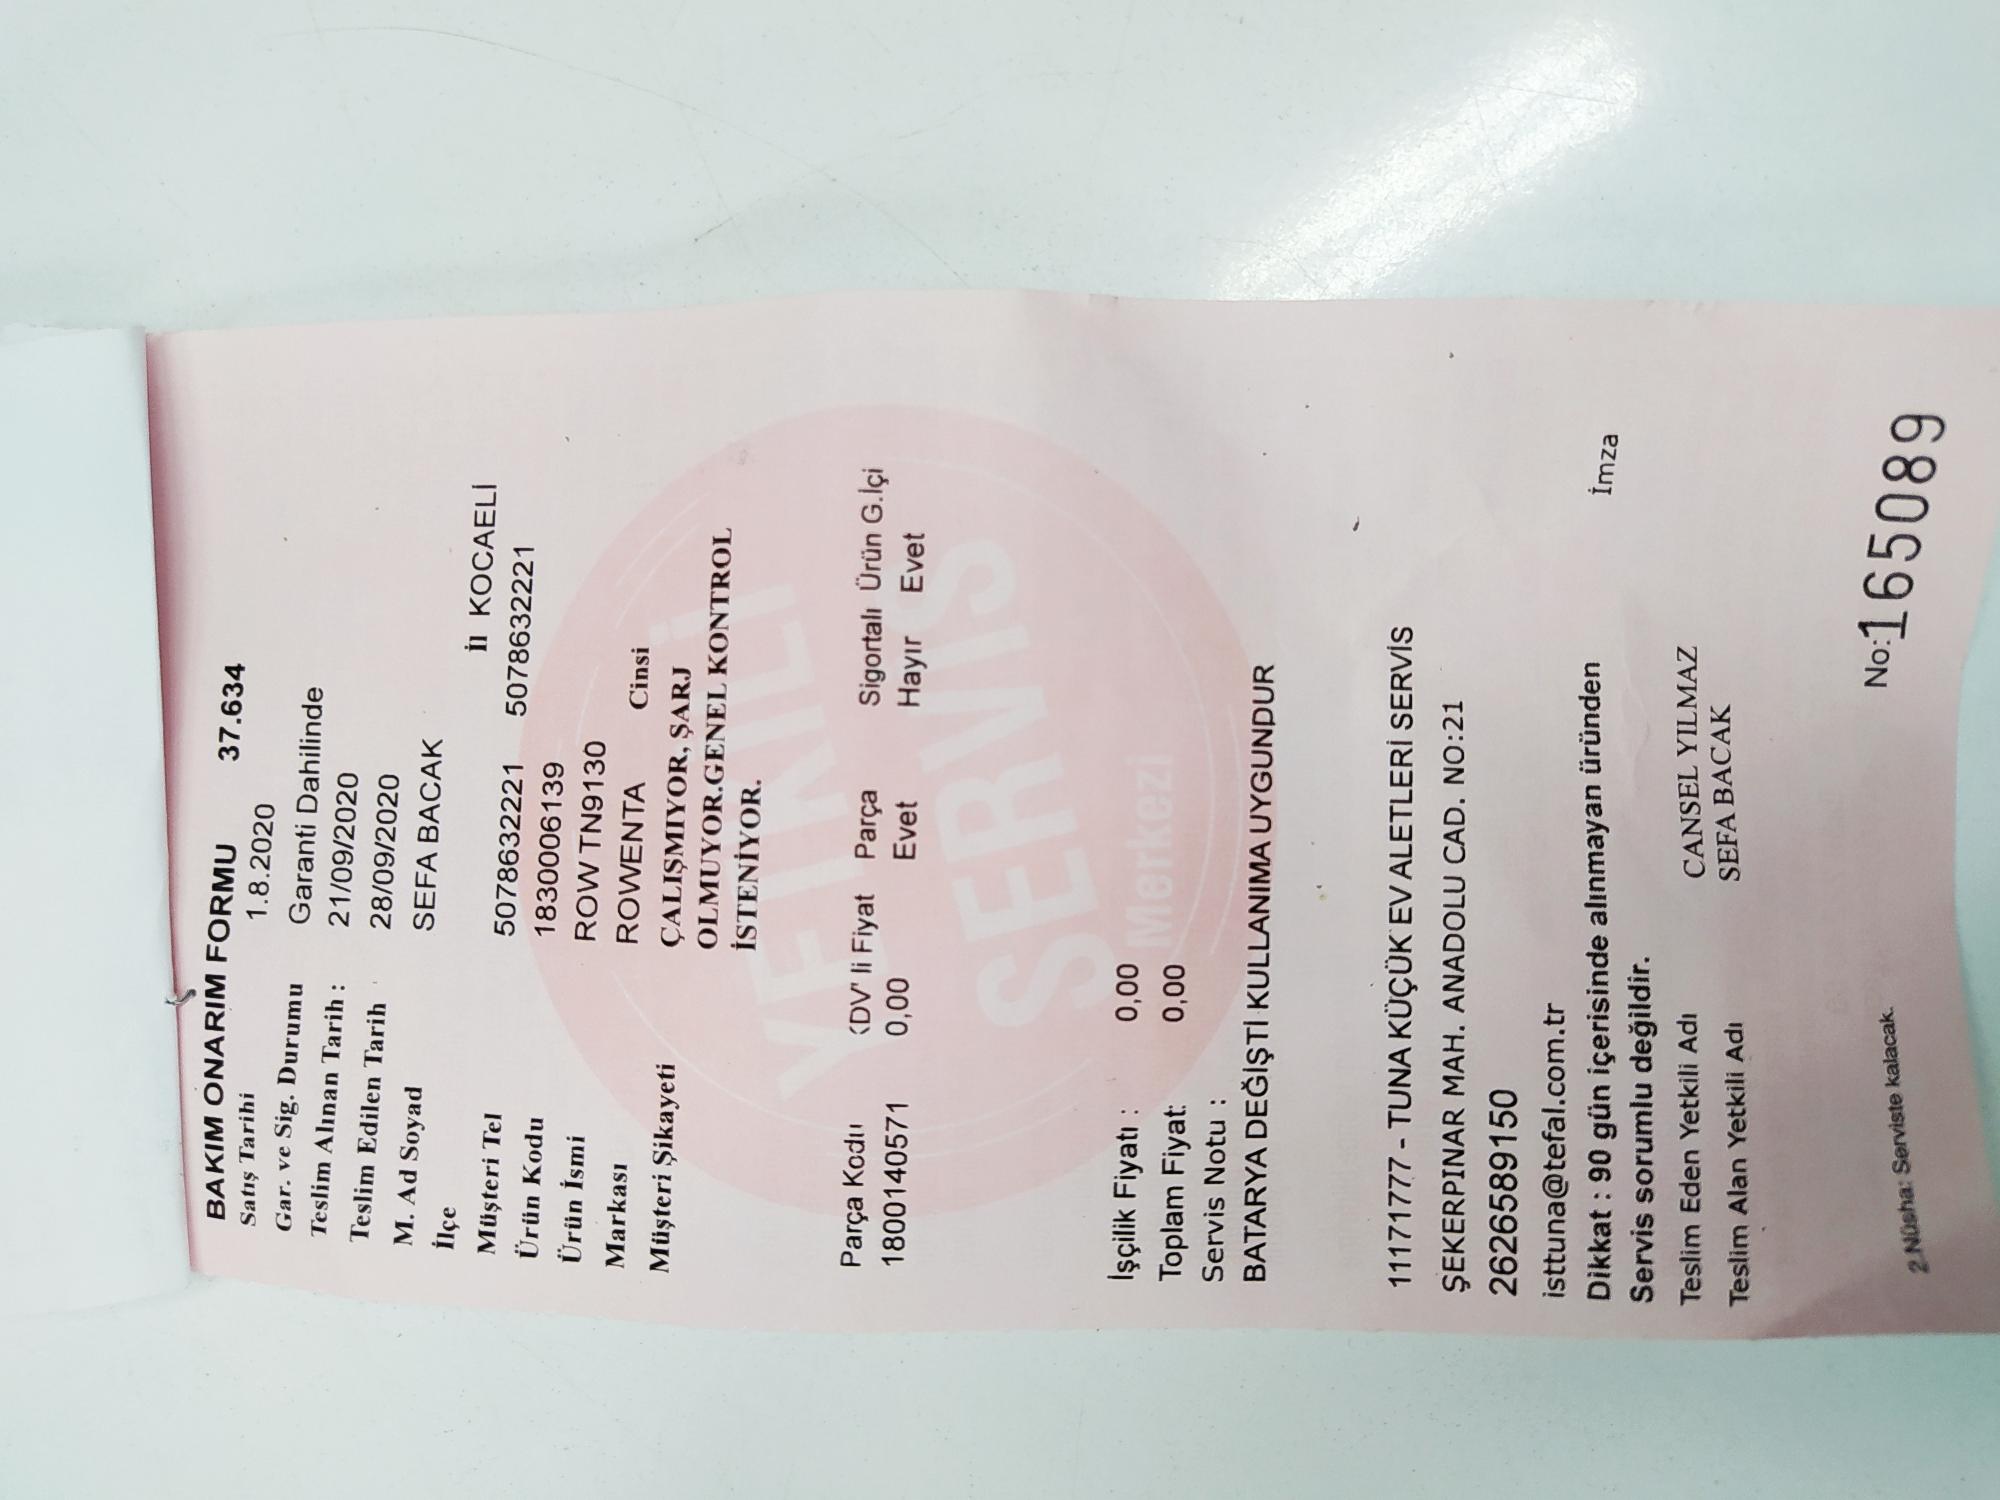 BAKIM ONARIM FORMU 37.634
Satış Tarihi 1.8.2020
Gar. ve Sig. Durumu Garanti Dahilinde
Teslim Alınan Tarih : 21/09/2020
Teslim Edilen Tarih 28/09/2020
M. Ad Soyad SEFA BACAK
İlçe İl KOCAELİ
Müşteri Tel 5078632221 5078632221
Ürün Kodu 1830006139
Ürün İsmi ROW TN9130
Markası ROWENTA Cinsi
Müşteri Şikayeti ÇALIŞMIYOR, ŞARJ
OLMUYOR.GENEL KONTROL
İSTENİYOR.
YETKİLİ
SERVİS
Merkezi
Parça Kodu KDV' li Fiyat Parça Sigortalı Ürün G.İçi
1800140571 0,00 Evet Hayır Evet
İşçilik Fiyatı : 0,00
Toplam Fiyat: 0,00
Servis Notu :
BATARYA DEĞİŞTİ KULLANIMA UYGUNDUR
11171777 - TUNA KÜÇÜK EV ALETLERİ SERVİS
ŞEKERPINAR MAH. ANADOLU CAD. NO:21
2626589150
isttuna@tefal.com.tr
Dikkat : 90 gün içerisinde alınmayan üründen
Servis sorumlu değildir. İmza
Teslim Eden Yetkili Adı CANSEL YILMAZ
Teslim Alan Yetkili Adı SEFA BACAK
2.Nüsha: Serviste kalacak. No:165089